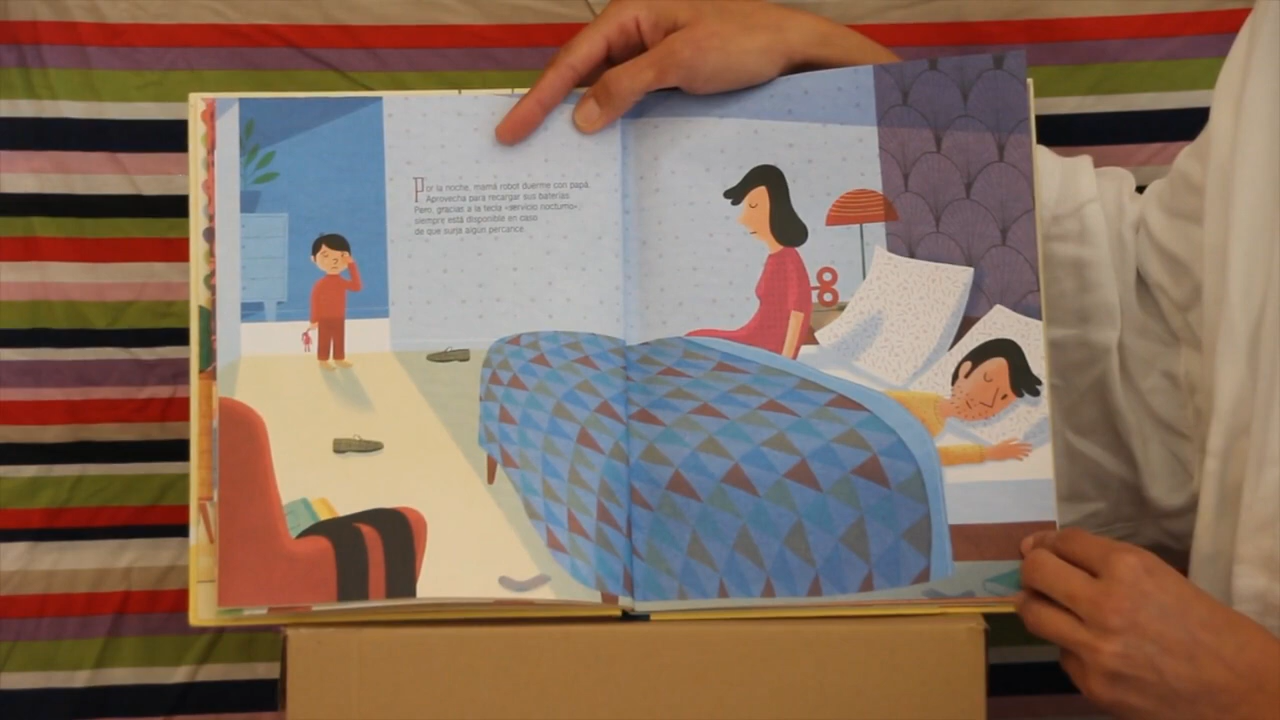 Por la noche, mamá robot duerme con papá.
Aprovecha para recargar sus baterías.
Pero, gracias a la tecla «servicio nocturno»,
siempre está disponible en caso
de que surja algún percance.